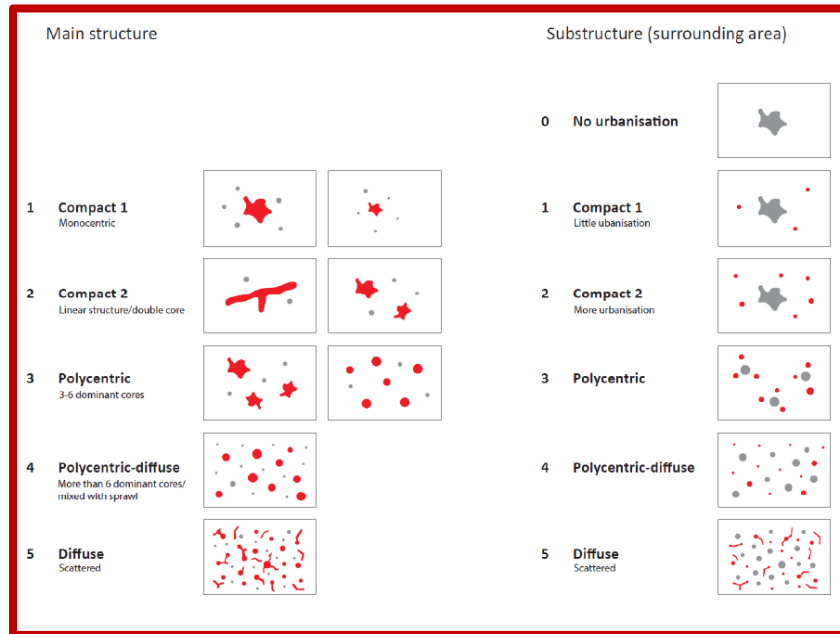 Main structure
Substructure (surrounding area)
0 No urbanisation
1 Compact 1
Monocentric
1 Compact 1
Little ubanisation
2 Compact 2
Linear structure/double core
2 Compact 2
More urbanisation
3 Polycentric
3-6 dominant cores
3 Polycentric
4 Polycentric-diffuse
More than 6 dominant cores/
mixed with sprawl
4 Polycentric-diffuse
5 Diffuse
Scattered
5 Diffuse
Scattered